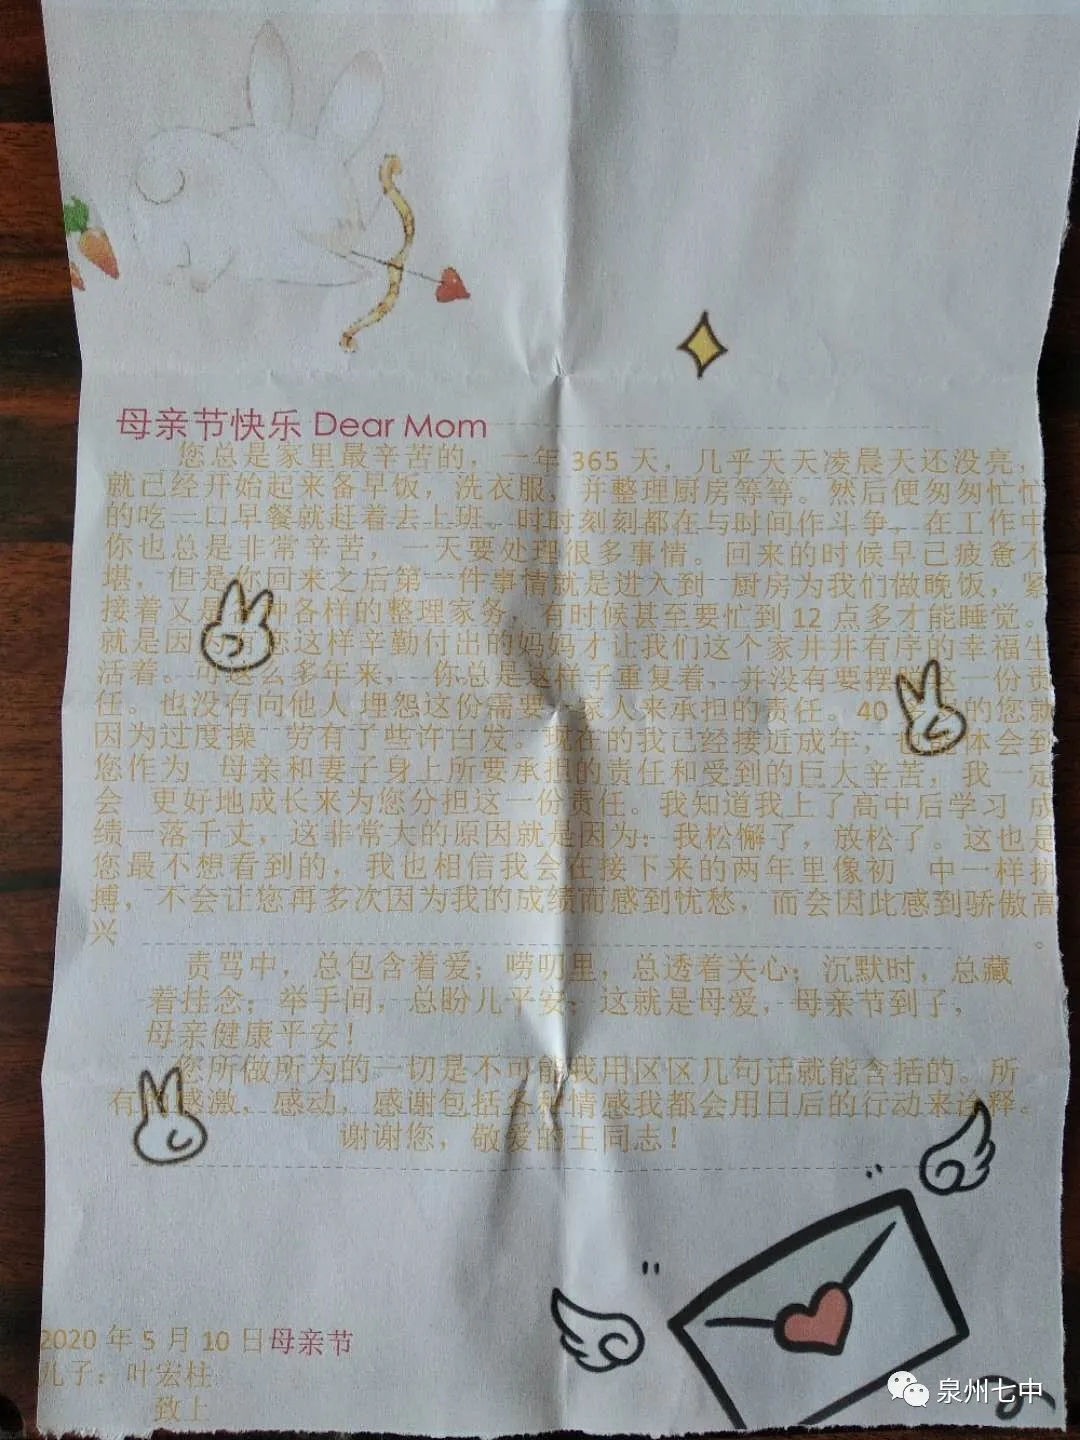 母亲节快乐 Dear Mom
您总是家里最辛苦的，一年 365 天，几乎天天凌晨天还没亮，
就已经开始起来备早饭，洗衣服，并整理厨房等等。然后便匆匆忙忙
的吃一口早餐就赶着去上班。时时刻刻都在与时间作斗争。在工作中
你也总是非常辛苦，一天要处理很多事情。回来的时候早已疲惫不
堪，但是你回来之后第一件事情就是进入到 厨房为我们做晚饭，紧
接着又是 种各样的整理家务，有时候甚至要忙到 12 点多才能睡觉。
就是因 您这样辛勤付出的妈妈才让我们这个家井井有序的幸福生
活着。可这么多年来， 你总是这样子重复着，并没有要摆 一份责
任。也没有向他人埋怨这份需要 家人来承担的责任。40 的您就
因为过度操 劳有了些许白发。现在的我已经接近成年， 体会到
您作为 母亲和妻子身上所要承担的责任和受到的巨大辛苦，我一定
会 更好地成长来为您分担这一份责任。我知道我上了高中后学习 成
绩一落千丈，这非常大的原因就是因为：我松懈了，放松了。这也是
您最不想看到的，我也相信我会在接下来的两年里像初 中一样拼
搏，不会让您再多次因为我的成绩而感到忧愁，而会因此感到骄傲高
兴 。
责骂中，总包含着爱；唠叨里，总透着关心；沉默时，总藏
着挂念；举手间，总盼儿平安；这就是母爱，母亲节到了，
母亲健康平安！
您所做所为的一切是不可能我用区区几句话就能含括的。所
有 感激，感动，感谢包括各种情感我都会用日后的行动来诠释。
谢谢您，敬爱的王同志！
2020 年 5 月 10 日母亲节
儿子：叶宏柱
致上
泉州七中